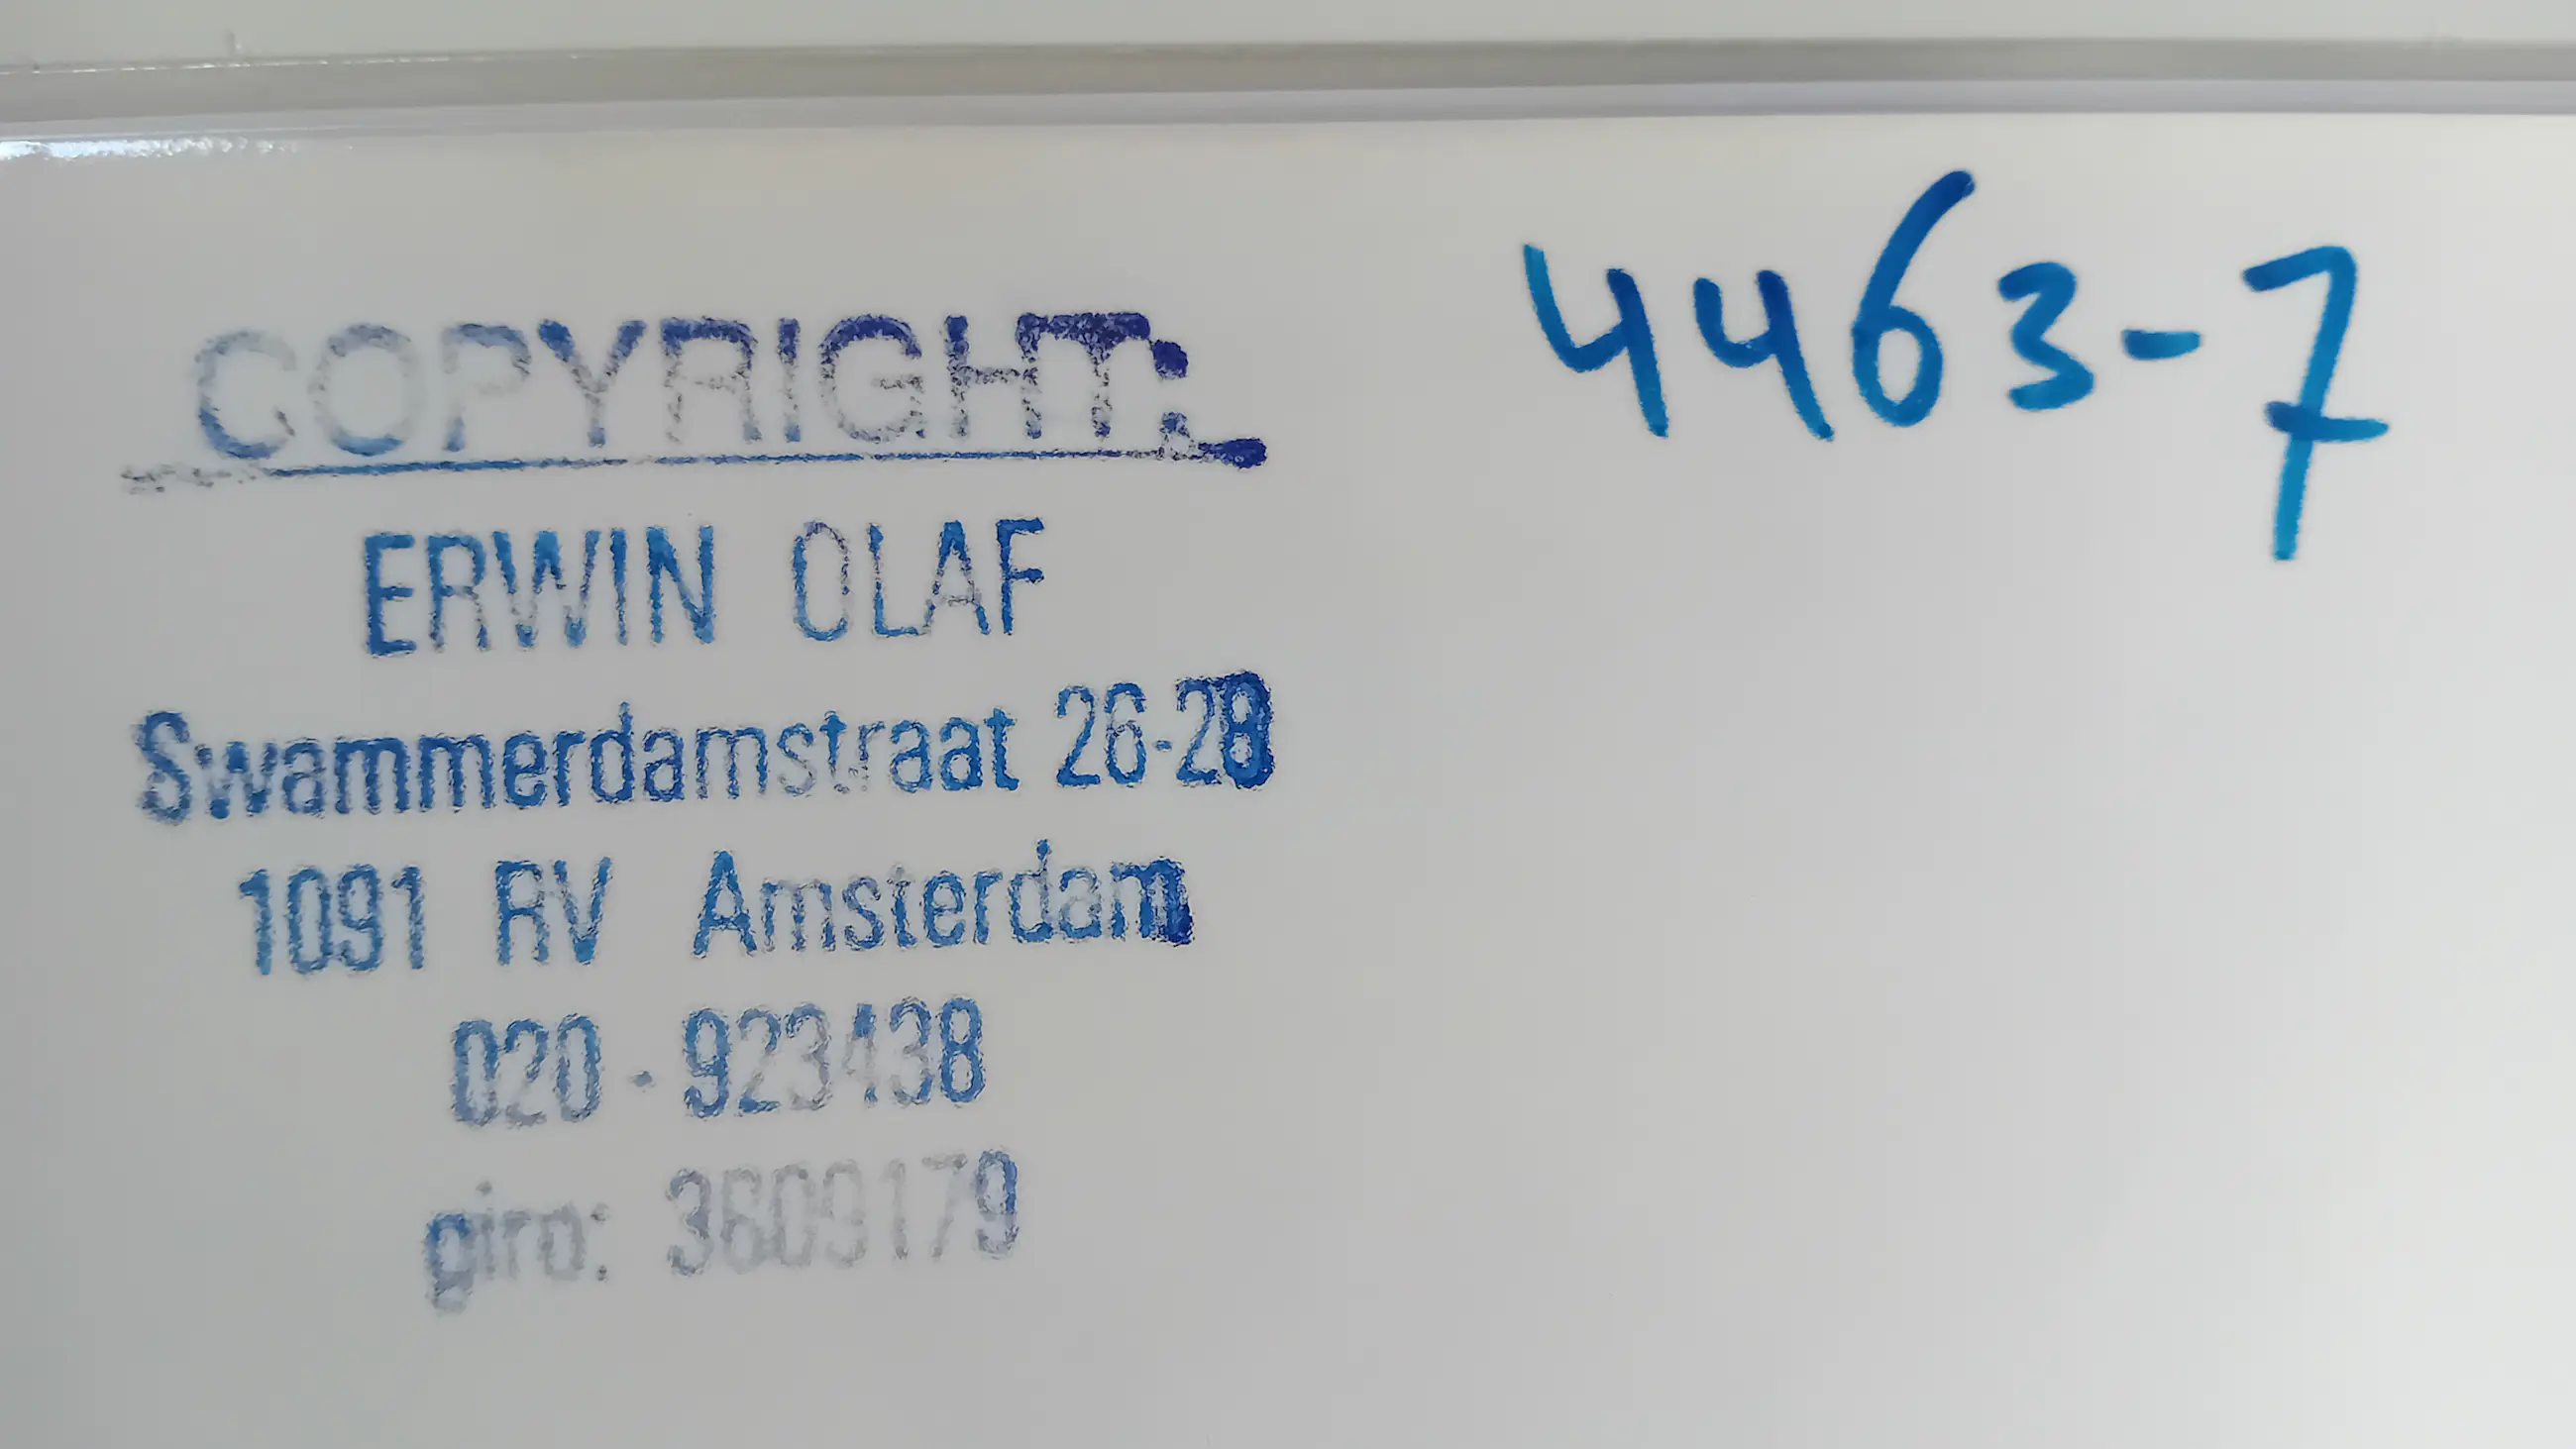 COPYRIGHT:
ERWIN OLAF
Swammerdamstraat 26-28
1091 RV Amsterdam
020 - 923438
giro: 3609179
4463-7